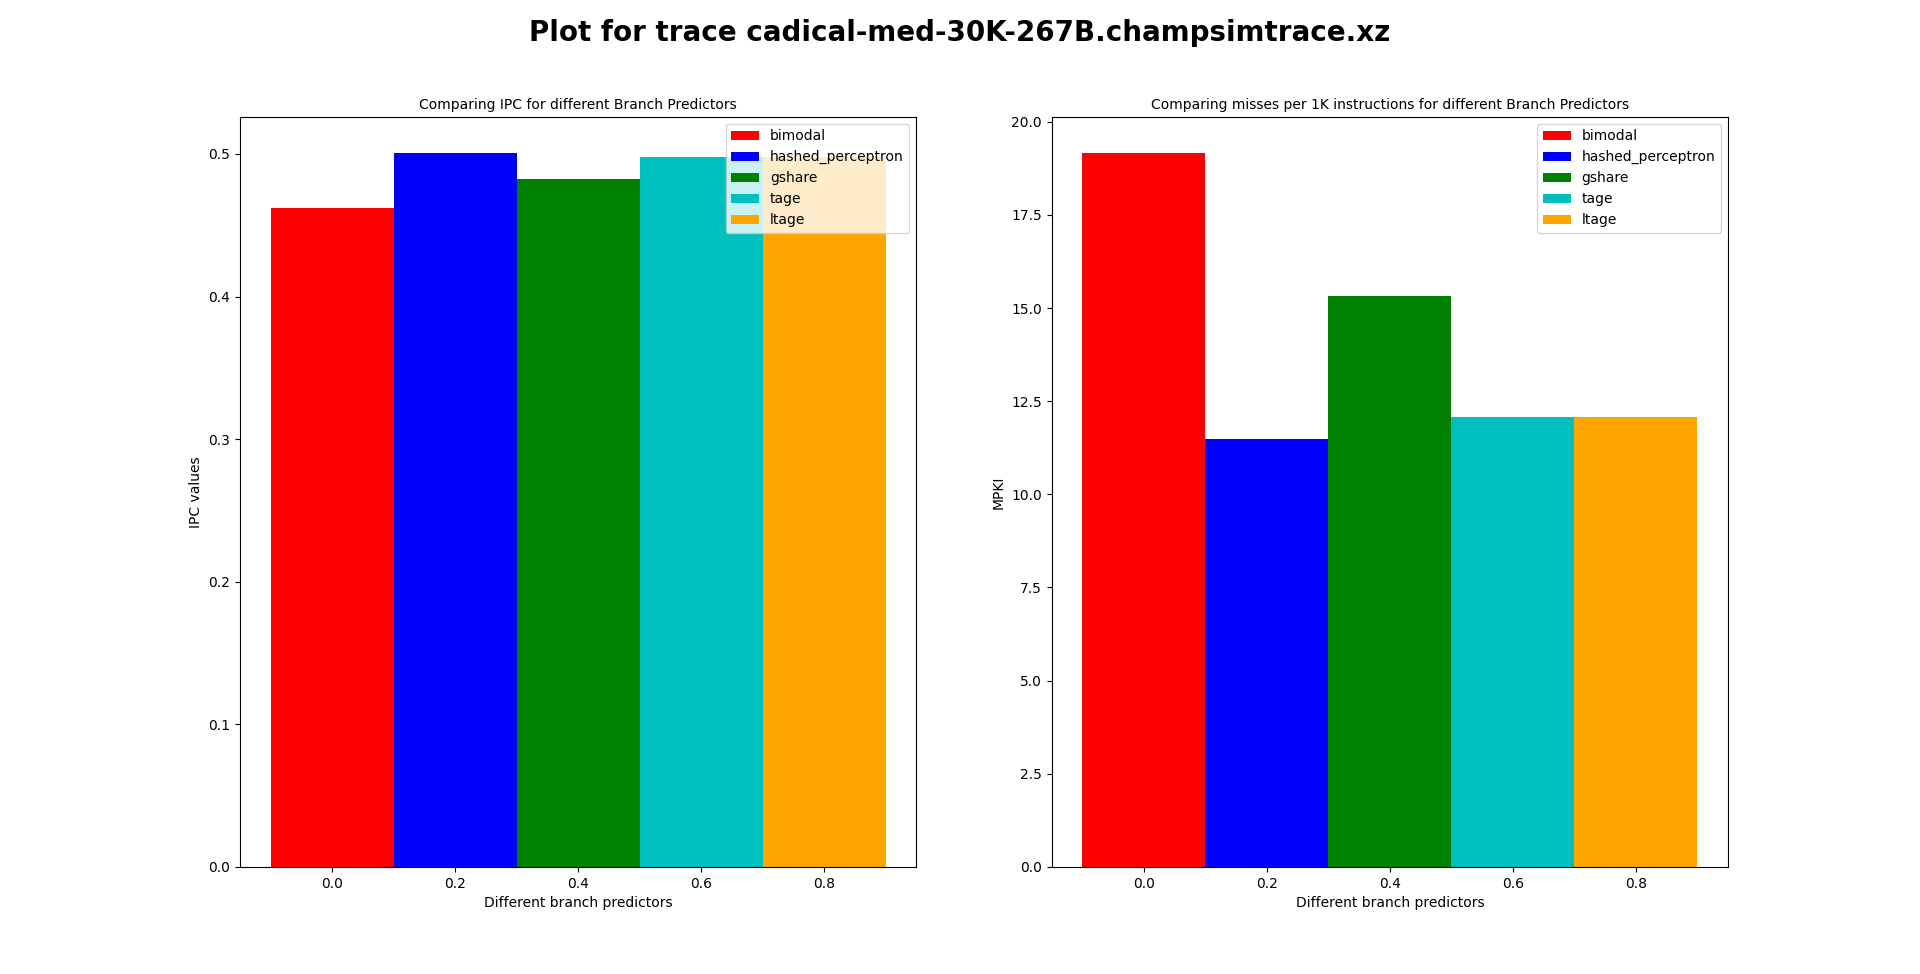 Plot for trace cadical-med-30K-267B.champsimtrace.xz
Comparing IPC for different Branch Predictors
bimodal
hashed_perceptron
gshare
tage
ltage
0.5
0.4
0.3
0.2
0.1
0.0
IPC values
0.0 0.2 0.4 0.6 0.8
Different branch predictors
Comparing misses per 1K instructions for different Branch Predictors
bimodal
hashed_perceptron
gshare
tage
ltage
20.0
17.5
15.0
12.5
10.0
7.5
5.0
2.5
0.0
MPKI
0.0 0.2 0.4 0.6 0.8
Different branch predictors